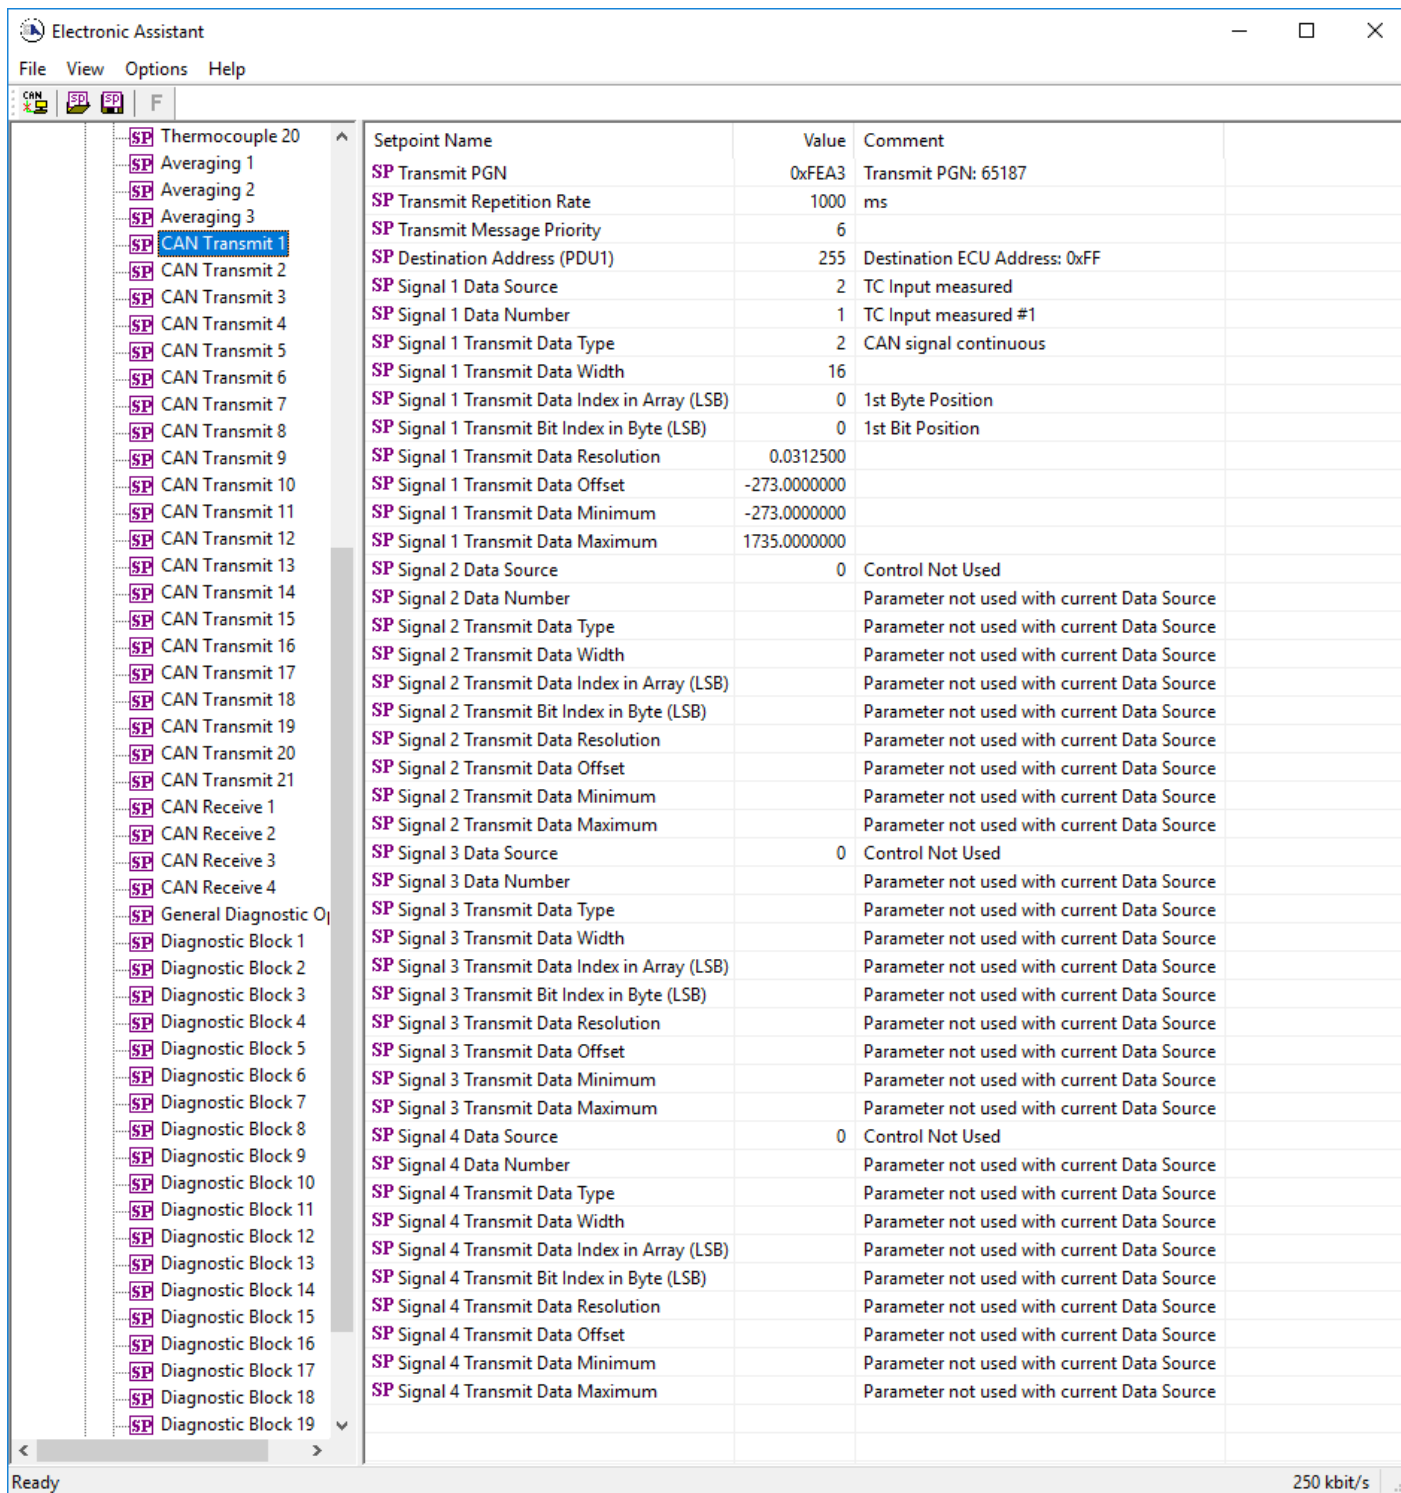 Electronic Assistant
File View Options Help
CAN SP SP F
SP Thermocouple 20
SP Averaging 1
SP Averaging 2
SP Averaging 3
SP CAN Transmit 1
SP CAN Transmit 2
SP CAN Transmit 3
SP CAN Transmit 4
SP CAN Transmit 5
SP CAN Transmit 6
SP CAN Transmit 7
SP CAN Transmit 8
SP CAN Transmit 9
SP CAN Transmit 10
SP CAN Transmit 11
SP CAN Transmit 12
SP CAN Transmit 13
SP CAN Transmit 14
SP CAN Transmit 15
SP CAN Transmit 16
SP CAN Transmit 17
SP CAN Transmit 18
SP CAN Transmit 19
SP CAN Transmit 20
SP CAN Transmit 21
SP CAN Receive 1
SP CAN Receive 2
SP CAN Receive 3
SP CAN Receive 4
SP General Diagnostic Op
SP Diagnostic Block 1
SP Diagnostic Block 2
SP Diagnostic Block 3
SP Diagnostic Block 4
SP Diagnostic Block 5
SP Diagnostic Block 6
SP Diagnostic Block 7
SP Diagnostic Block 8
SP Diagnostic Block 9
SP Diagnostic Block 10
SP Diagnostic Block 11
SP Diagnostic Block 12
SP Diagnostic Block 13
SP Diagnostic Block 14
SP Diagnostic Block 15
SP Diagnostic Block 16
SP Diagnostic Block 17
SP Diagnostic Block 18
SP Diagnostic Block 19
Setpoint Name Value Comment
SP Transmit PGN 0xFEA3 Transmit PGN: 65187
SP Transmit Repetition Rate 1000 ms
SP Transmit Message Priority 6
SP Destination Address (PDU1) 255 Destination ECU Address: 0xFF
SP Signal 1 Data Source 2 TC Input measured
SP Signal 1 Data Number 1 TC Input measured #1
SP Signal 1 Transmit Data Type 2 CAN signal continuous
SP Signal 1 Transmit Data Width 16
SP Signal 1 Transmit Data Index in Array (LSB) 0 1st Byte Position
SP Signal 1 Transmit Bit Index in Byte (LSB) 0 1st Bit Position
SP Signal 1 Transmit Data Resolution 0.0312500
SP Signal 1 Transmit Data Offset -273.0000000
SP Signal 1 Transmit Data Minimum -273.0000000
SP Signal 1 Transmit Data Maximum 1735.0000000
SP Signal 2 Data Source 0 Control Not Used
SP Signal 2 Data Number Parameter not used with current Data Source
SP Signal 2 Transmit Data Type Parameter not used with current Data Source
SP Signal 2 Transmit Data Width Parameter not used with current Data Source
SP Signal 2 Transmit Data Index in Array (LSB) Parameter not used with current Data Source
SP Signal 2 Transmit Bit Index in Byte (LSB) Parameter not used with current Data Source
SP Signal 2 Transmit Data Resolution Parameter not used with current Data Source
SP Signal 2 Transmit Data Offset Parameter not used with current Data Source
SP Signal 2 Transmit Data Minimum Parameter not used with current Data Source
SP Signal 2 Transmit Data Maximum Parameter not used with current Data Source
SP Signal 3 Data Source 0 Control Not Used
SP Signal 3 Data Number Parameter not used with current Data Source
SP Signal 3 Transmit Data Type Parameter not used with current Data Source
SP Signal 3 Transmit Data Width Parameter not used with current Data Source
SP Signal 3 Transmit Data Index in Array (LSB) Parameter not used with current Data Source
SP Signal 3 Transmit Bit Index in Byte (LSB) Parameter not used with current Data Source
SP Signal 3 Transmit Data Resolution Parameter not used with current Data Source
SP Signal 3 Transmit Data Offset Parameter not used with current Data Source
SP Signal 3 Transmit Data Minimum Parameter not used with current Data Source
SP Signal 3 Transmit Data Maximum Parameter not used with current Data Source
SP Signal 4 Data Source 0 Control Not Used
SP Signal 4 Data Number Parameter not used with current Data Source
SP Signal 4 Transmit Data Type Parameter not used with current Data Source
SP Signal 4 Transmit Data Width Parameter not used with current Data Source
SP Signal 4 Transmit Data Index in Array (LSB) Parameter not used with current Data Source
SP Signal 4 Transmit Bit Index in Byte (LSB) Parameter not used with current Data Source
SP Signal 4 Transmit Data Resolution Parameter not used with current Data Source
SP Signal 4 Transmit Data Offset Parameter not used with current Data Source
SP Signal 4 Transmit Data Minimum Parameter not used with current Data Source
SP Signal 4 Transmit Data Maximum Parameter not used with current Data Source
Ready 250 kbit/s